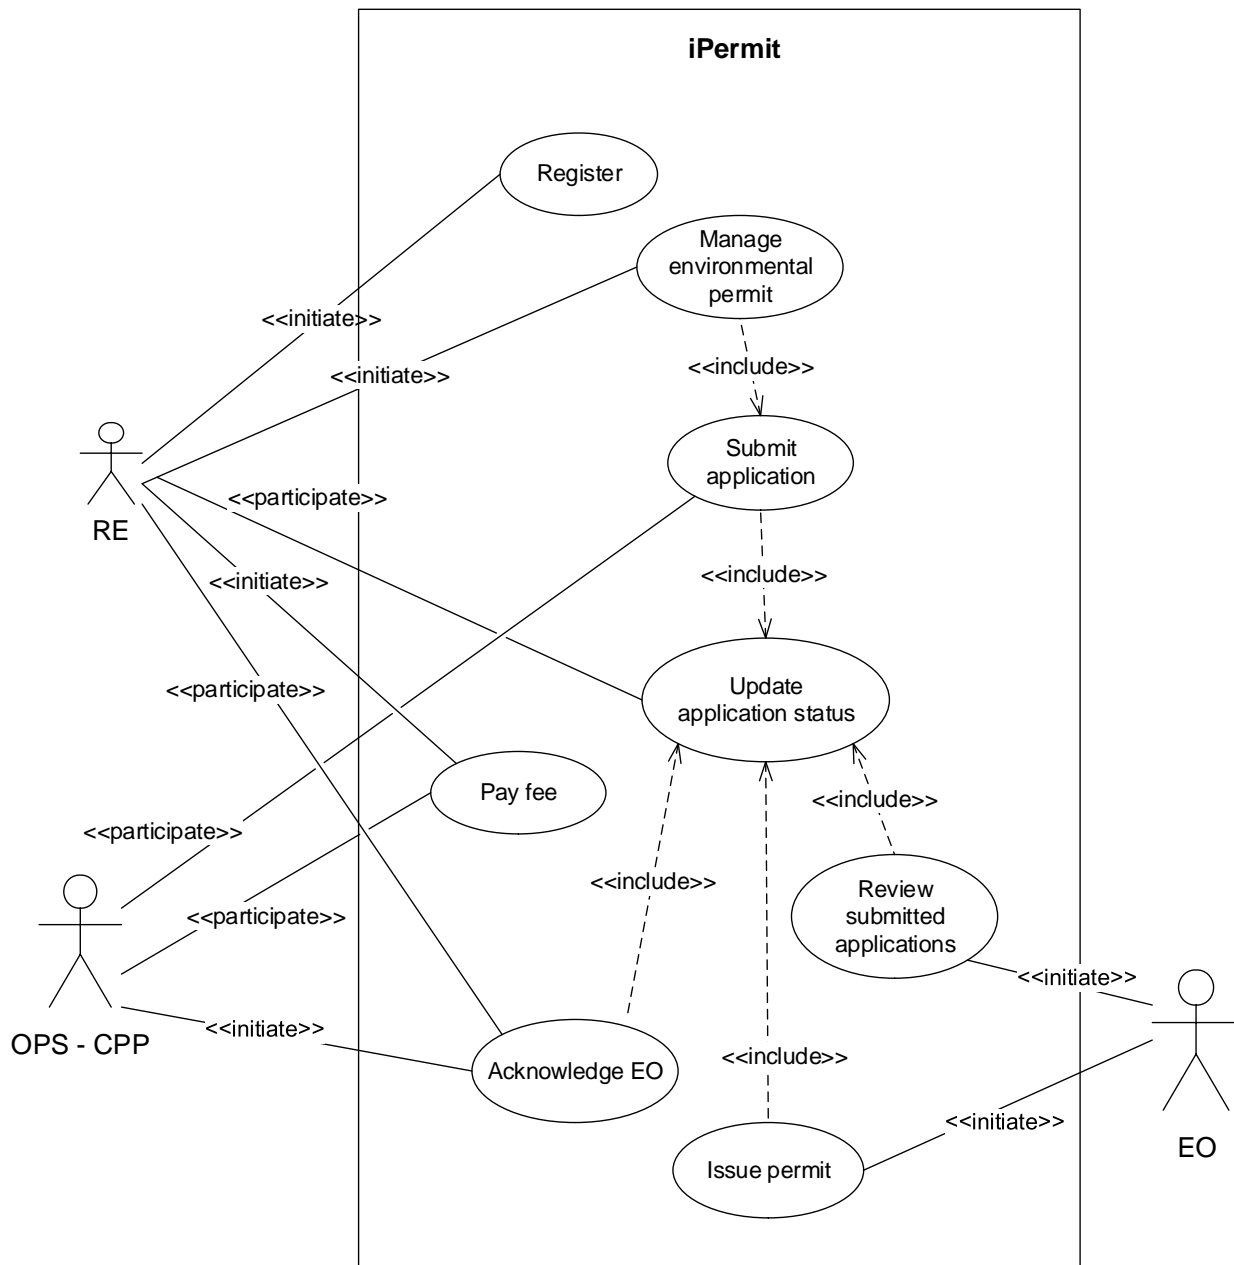 iPermit
Register
Manage
environmental
permit
<<initiate>>
<<initiate>>
<<include>>
Submit
application
RE
<<participate>>
<<initiate>>
<<include>>
<<participate>>
Update
application status
Pay fee
<<include>>
<<participate>>
<<include>>
Review
submitted
applications
<<participate>>
<<initiate>>
OPS - CPP
<<initiate>>
Acknowledge EO
<<include>>
<<initiate>>
EO
Issue permit